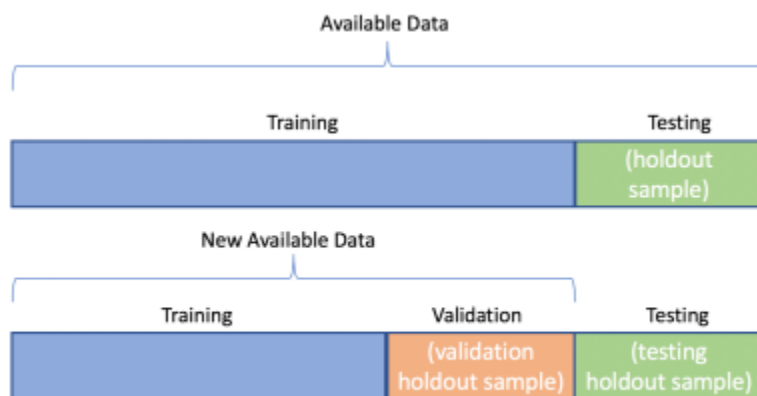 Available Data
Training Testing
(holdout
sample)
New Available Data
Training Validation Testing
(validation (testing
holdout sample) holdout sample)